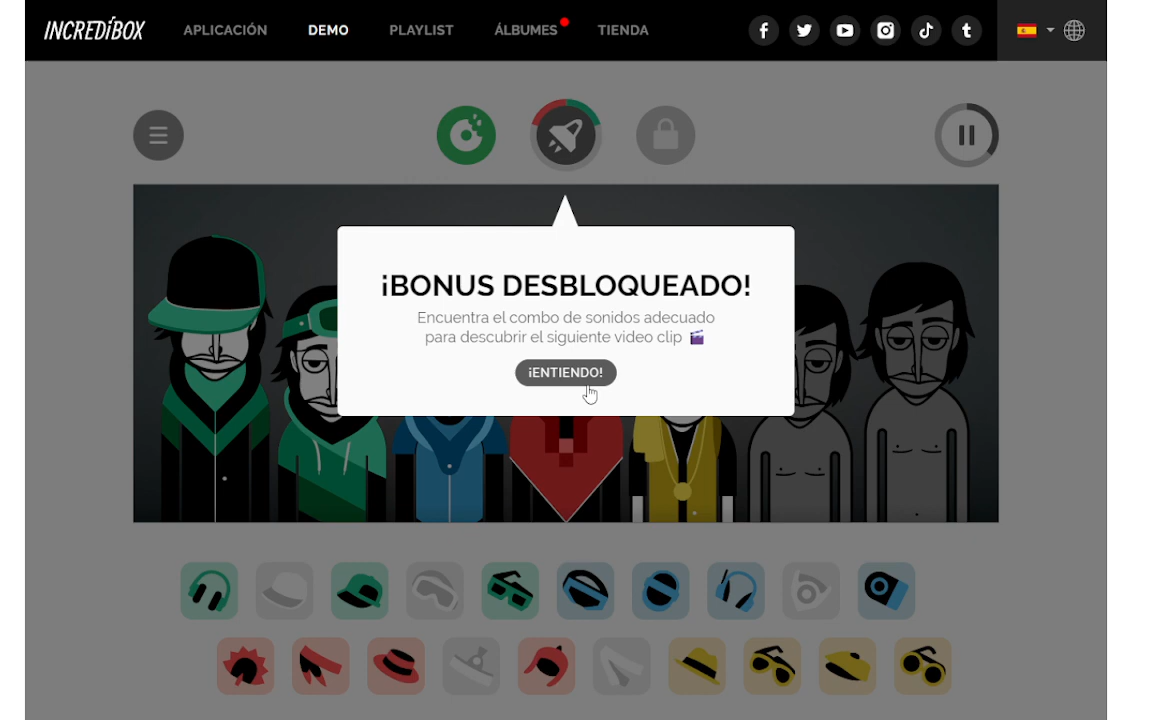 INCREDÍBOX
APLICACIÓN
DEMO
PLAYLIST
ÁLBUMES
TIENDA
¡BONUS DESBLOQUEADO!
Encuentra el combo de sonidos adecuado
para descubrir el siguiente video clip
¡ENTIENDO!